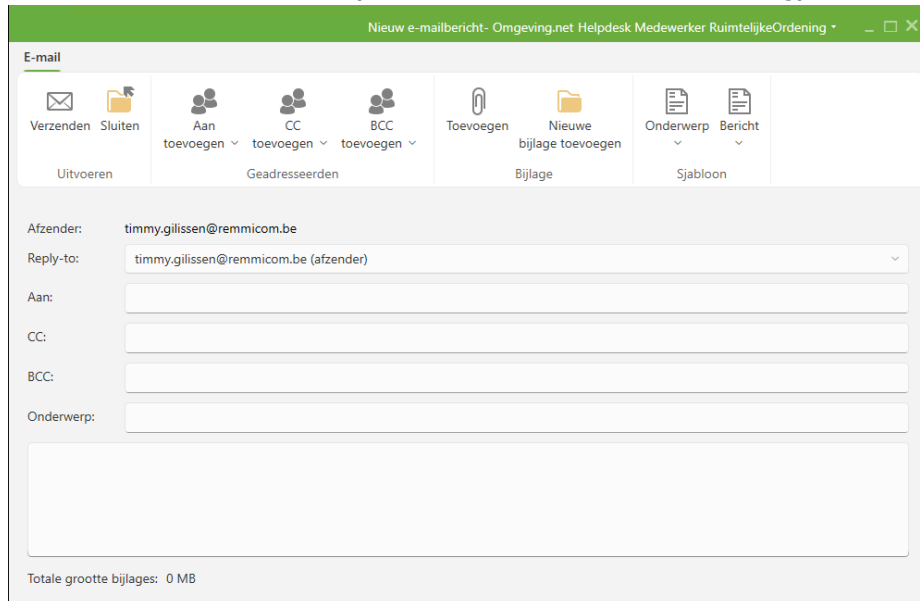 Nieuw e-mailbericht- Omgeving.net Helpdesk Medewerker RuimtelijkeOrdening
E-mail
Verzenden Sluiten Aan toevoegen CC toevoegen BCC toevoegen Toevoegen Nieuwe bijlage toevoegen Onderwerp Bericht
Uitvoeren Geadresseerden Bijlage Sjabloon
Afzender: timmy.gilissen@remmicom.be
Reply-to: timmy.gilissen@remmicom.be (afzender)
Aan:
CC:
BCC:
Onderwerp:
Totale grootte bijlages: 0 MB